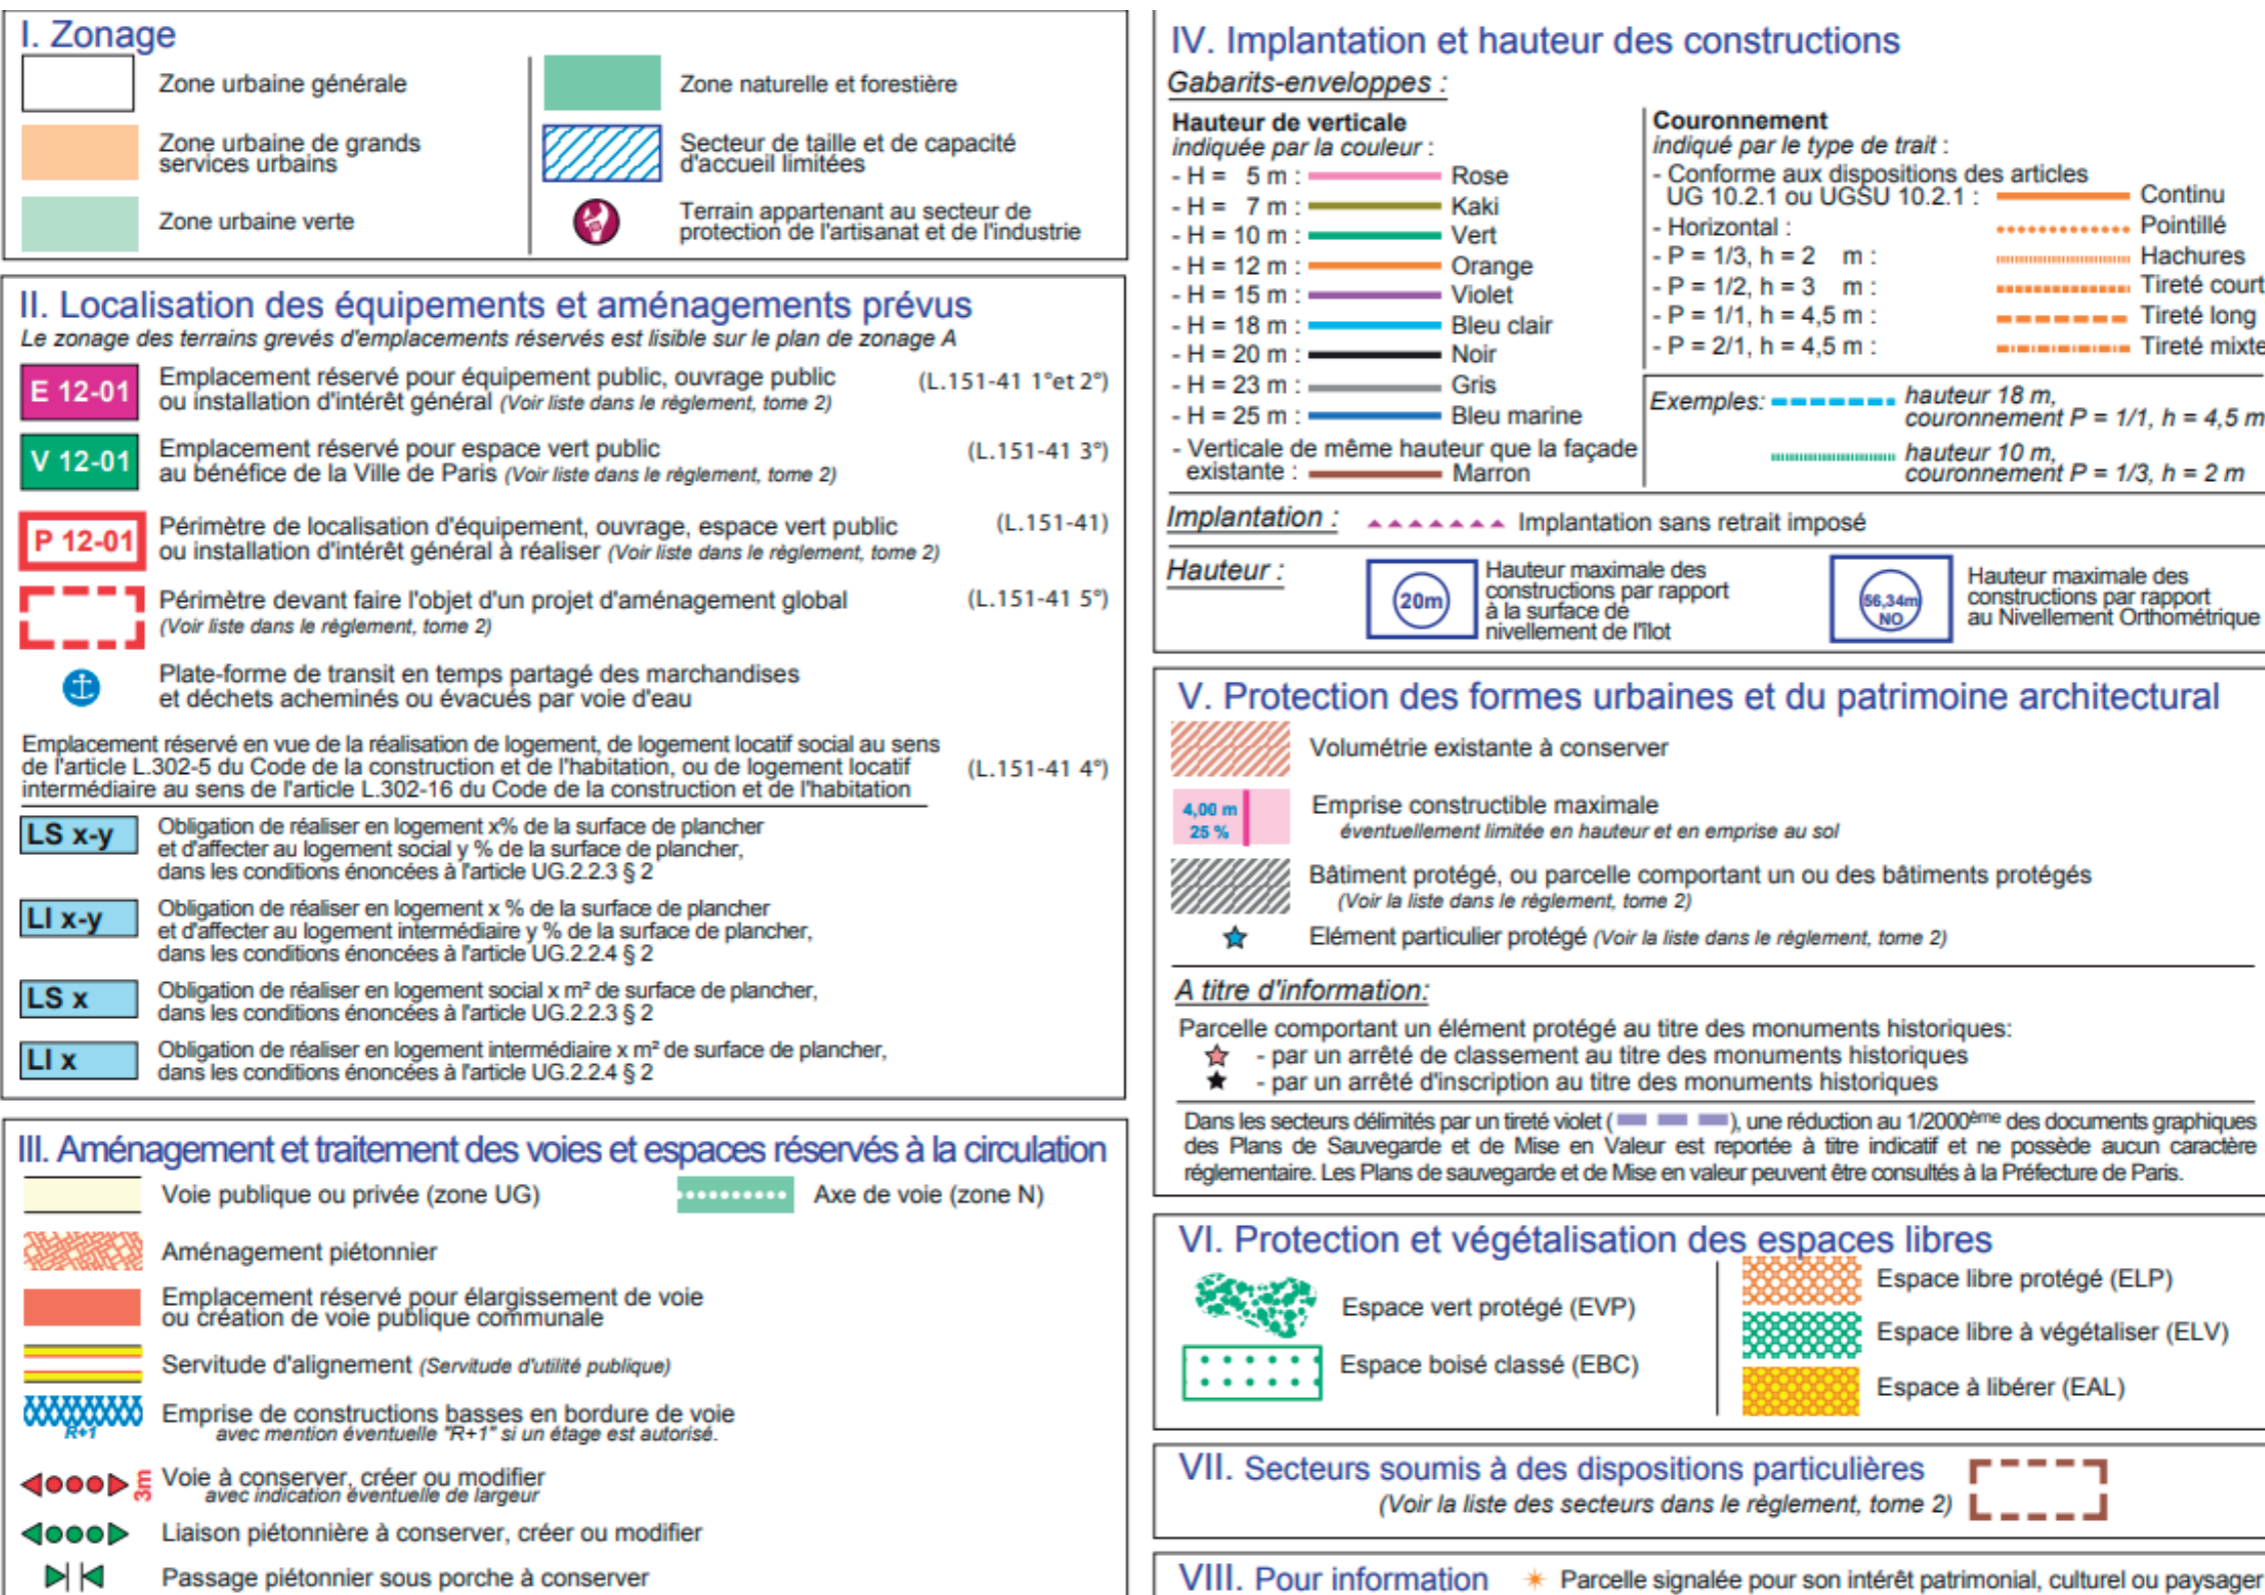 I. Zonage
Zone urbaine générale
Zone urbaine de grands
services urbains
Zone urbaine verte
Zone naturelle et forestière
Secteur de taille et de capacité
d'accueil limitées
Terrain appartenant au secteur de
protection de l'artisanat et de l'industrie
II. Localisation des équipements et aménagements prévus
Le zonage des terrains grevés d'emplacements réservés est lisible sur le plan de zonage A
E 12-01
Emplacement réservé pour équipement public, ouvrage public (L.151-41 1°et 2°)
ou installation d'intérêt général (Voir liste dans le règlement, tome 2)
V 12-01
Emplacement réservé pour espace vert public (L.151-41 3°)
au bénéfice de la Ville de Paris (Voir liste dans le règlement, tome 2)
P 12-01
Périmètre de localisation d'équipement, ouvrage, espace vert public (L.151-41)
ou installation d'intérêt général à réaliser (Voir liste dans le règlement, tome 2)
Périmètre devant faire l'objet d'un projet d'aménagement global (L.151-41 5°)
(Voir liste dans le règlement, tome 2)
Plate-forme de transit en temps partagé des marchandises
et déchets acheminés ou évacués par voie d'eau
Emplacement réservé en vue de la réalisation de logement, de logement locatif social au sens
de l'article L.302-5 du Code de la construction et de l'habitation, ou de logement locatif (L.151-41 4°)
intermédiaire au sens de l'article L.302-16 du Code de la construction et de l'habitation
LS x-y
Obligation de réaliser en logement x% de la surface de plancher
et d'affecter au logement social y % de la surface de plancher,
dans les conditions énoncées à l'article UG.2.2.3 § 2
LI x-y
Obligation de réaliser en logement x % de la surface de plancher
et d'affecter au logement intermédiaire y % de la surface de plancher,
dans les conditions énoncées à l'article UG.2.2.4 § 2
LS x
Obligation de réaliser en logement social x m² de surface de plancher,
dans les conditions énoncées à l'article UG.2.2.3 § 2
LI x
Obligation de réaliser en logement intermédiaire x m² de surface de plancher,
dans les conditions énoncées à l'article UG.2.2.4 § 2
III. Aménagement et traitement des voies et espaces réservés à la circulation
Voie publique ou privée (zone UG)
Axe de voie (zone N)
Aménagement piétonnier
Emplacement réservé pour élargissement de voie
ou création de voie publique communale
Servitude d'alignement (Servitude d'utilité publique)
R+1
Emprise de constructions basses en bordure de voie
avec mention éventuelle "R+1" si un étage est autorisé.
3m
Voie à conserver, créer ou modifier
avec indication éventuelle de largeur
Liaison piétonnière à conserver, créer ou modifier
Passage piétonnier sous porche à conserver
IV. Implantation et hauteur des constructions
Gabarits-enveloppes :
Hauteur de verticale
indiquée par la couleur :
- H = 5 m : Rose
- H = 7 m : Kaki
- H = 10 m : Vert
- H = 12 m : Orange
- H = 15 m : Violet
- H = 18 m : Bleu clair
- H = 20 m : Noir
- H = 23 m : Gris
- H = 25 m : Bleu marine
- Verticale de même hauteur que la façade
existante : Marron
Couronnement
indiqué par le type de trait :
- Conforme aux dispositions des articles
UG 10.2.1 ou UGSU 10.2.1 : Continu
- Horizontal : Pointillé
- P = 1/3, h = 2 m : Hachures
- P = 1/2, h = 3 m : Tireté court
- P = 1/1, h = 4,5 m : Tireté long
- P = 2/1, h = 4,5 m : Tireté mixte
Exemples: hauteur 18 m,
couronnement P = 1/1, h = 4,5 m
hauteur 10 m,
couronnement P = 1/3, h = 2 m
Implantation : Implantation sans retrait imposé
Hauteur :
20m
Hauteur maximale des
constructions par rapport
à la surface de
nivellement de l'îlot
56,34m
NO
Hauteur maximale des
constructions par rapport
au Nivellement Orthométrique
V. Protection des formes urbaines et du patrimoine architectural
Volumétrie existante à conserver
4,00 m
25 %
Emprise constructible maximale
éventuellement limitée en hauteur et en emprise au sol
Bâtiment protégé, ou parcelle comportant un ou des bâtiments protégés
(Voir la liste dans le règlement, tome 2)
Elément particulier protégé (Voir la liste dans le règlement, tome 2)
A titre d'information:
Parcelle comportant un élément protégé au titre des monuments historiques:
- par un arrêté de classement au titre des monuments historiques
- par un arrêté d'inscription au titre des monuments historiques
Dans les secteurs délimités par un tireté violet ( ), une réduction au 1/2000ème des documents graphiques
des Plans de Sauvegarde et de Mise en Valeur est reportée à titre indicatif et ne possède aucun caractère
réglementaire. Les Plans de sauvegarde et de Mise en valeur peuvent être consultés à la Préfecture de Paris.
VI. Protection et végétalisation des espaces libres
Espace vert protégé (EVP)
Espace boisé classé (EBC)
Espace libre protégé (ELP)
Espace libre à végétaliser (ELV)
Espace à libérer (EAL)
VII. Secteurs soumis à des dispositions particulières
(Voir la liste des secteurs dans le règlement, tome 2)
VIII. Pour information Parcelle signalée pour son intérêt patrimonial, culturel ou paysager